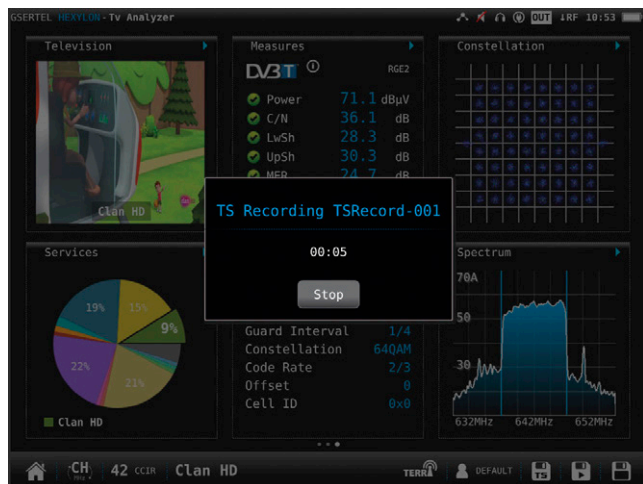 GSERTEL HEXYLON - Tv Analyzer
OUT ↓RF 10:53
Television
Clan HD
Measures
DVB T
RGE2
Power 71.1 dBµV
C/N 36.1 dB
LwSh 28.3 dB
UpSh 30.3 dB
MER 24.7 dB
Constellation
TS Recording TSRecord-001
00:05
Stop
Services
19%
15%
9%
22%
21%
Clan HD
Guard Interval 1/4
Constellation 64QAM
Code Rate 2/3
Offset 0
Cell ID 0x0
Spectrum
70A
50
30
632MHz 642MHz 652MHz
CH
MHz
42 CCIR Clan HD
TERR
DEFAULT
TS